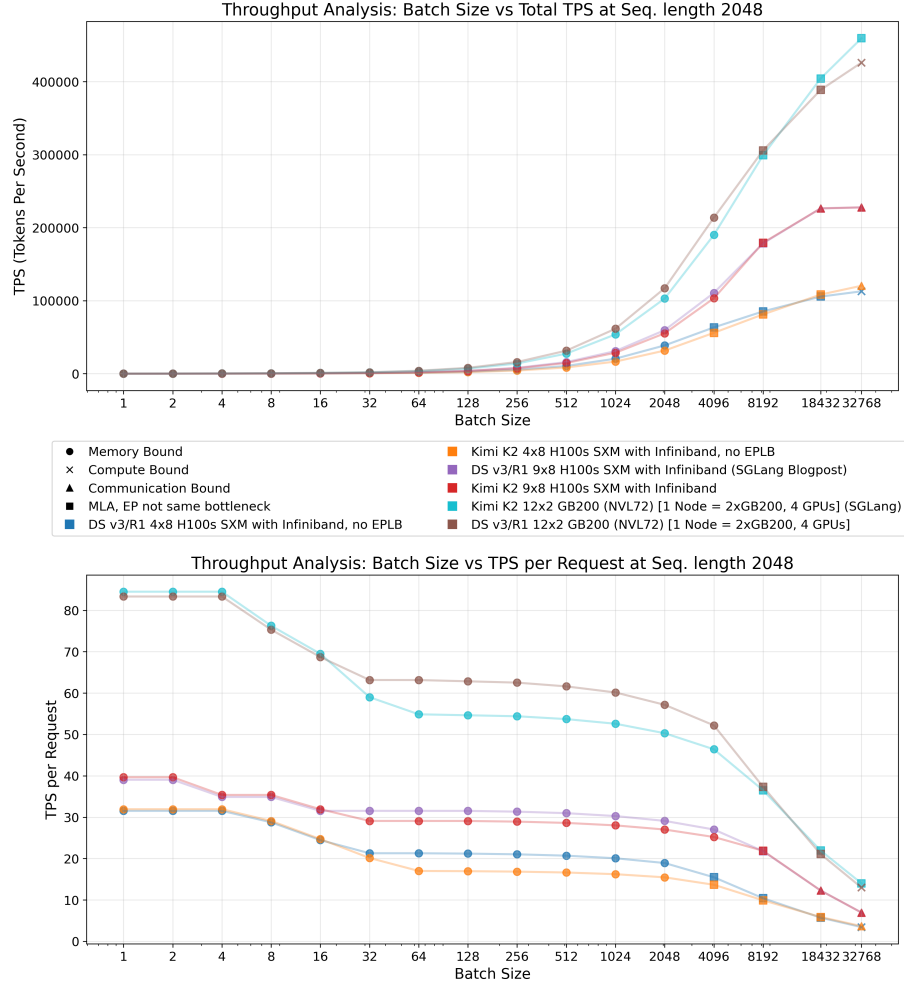 Throughput Analysis: Batch Size vs Total TPS at Seq. length 2048
TPS (Tokens Per Second)
400000
300000
200000
100000
0
1 2 4 8 16 32 64 128 256 512 1024 2048 4096 8192 18432 32768
Batch Size
Memory Bound
Compute Bound
Communication Bound
MLA, EP not same bottleneck
DS v3/R1 4x8 H100s SXM with Infiniband, no EPLB
Kimi K2 4x8 H100s SXM with Infiniband, no EPLB
DS v3/R1 9x8 H100s SXM with Infiniband (SGLang Blogpost)
Kimi K2 9x8 H100s SXM with Infiniband
Kimi K2 12x2 GB200 (NVL72) [1 Node = 2xGB200, 4 GPUs] (SGLang)
DS v3/R1 12x2 GB200 (NVL72) [1 Node = 2xGB200, 4 GPUs]
Throughput Analysis: Batch Size vs TPS per Request at Seq. length 2048
TPS per Request
80
70
60
50
40
30
20
10
0
1 2 4 8 16 32 64 128 256 512 1024 2048 4096 8192 18432 32768
Batch Size